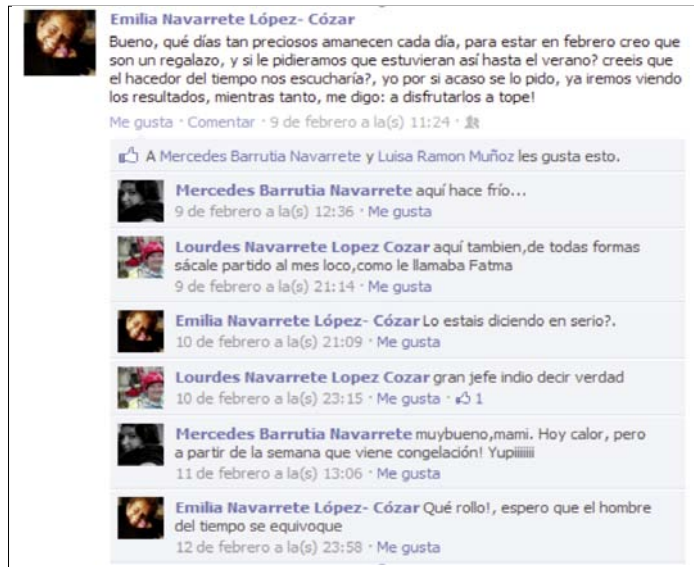 Emilia Navarrete López- Cózar
Bueno, qué días tan preciosos amanecen cada día, para estar en febrero creo que
son un regalazo, y si le pidieramos que estuvieran así hasta el verano? creeis que
el hacedor del tiempo nos escucharía?, yo por si acaso se lo pido, ya iremos viendo
los resultados, mientras tanto, me digo: a disfrutarlos a tope!
Me gusta · Comentar · 9 de febrero a la(s) 11:24 ·
A Mercedes Barrutia Navarrete y Luisa Ramon Muñoz les gusta esto.
Mercedes Barrutia Navarrete aquí hace frío...
9 de febrero a la(s) 12:36 · Me gusta
Lourdes Navarrete Lopez Cozar aquí tambien,de todas formas
sácale partido al mes loco,como le llamaba Fatma
9 de febrero a la(s) 21:14 · Me gusta
Emilia Navarrete López- Cózar Lo estais diciendo en serio?.
10 de febrero a la(s) 21:09 · Me gusta
Lourdes Navarrete Lopez Cozar gran jefe indio decir verdad
10 de febrero a la(s) 23:15 · Me gusta · 1
Mercedes Barrutia Navarrete muybueno,mami. Hoy calor, pero
a partir de la semana que viene congelación! Yupiiiiiii
11 de febrero a la(s) 13:06 · Me gusta
Emilia Navarrete López- Cózar Qué rollo!, espero que el hombre
del tiempo se equivoque
12 de febrero a la(s) 23:58 · Me gusta